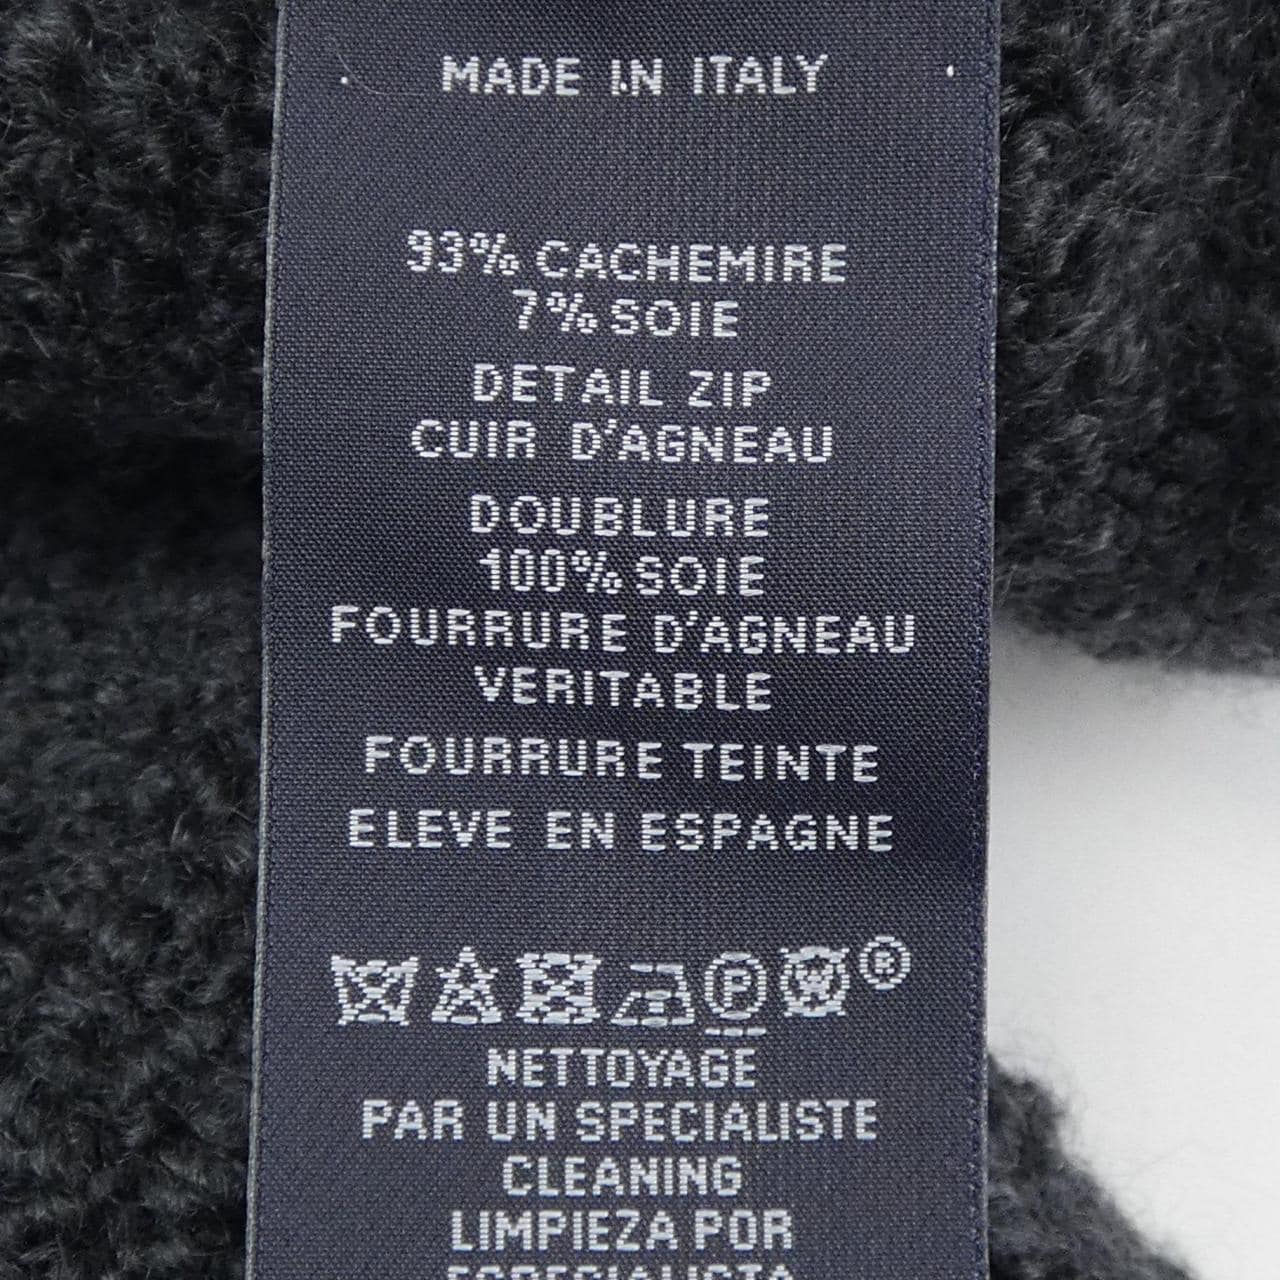 MADE IN ITALY
93% CACHEMIRE
7% SOIE
DETAIL ZIP
CUIR D'AGNEAU
DOUBLURE
100% SOIE
FOURRURE D'AGNEAU
VERITABLE
FOURRURE TEINTE
ELEVE EN ESPAGNE
P W ®
NETTOYAGE
PAR UN SPECIALISTE
CLEANING
LIMPIEZA POR
ESPECIALISTA